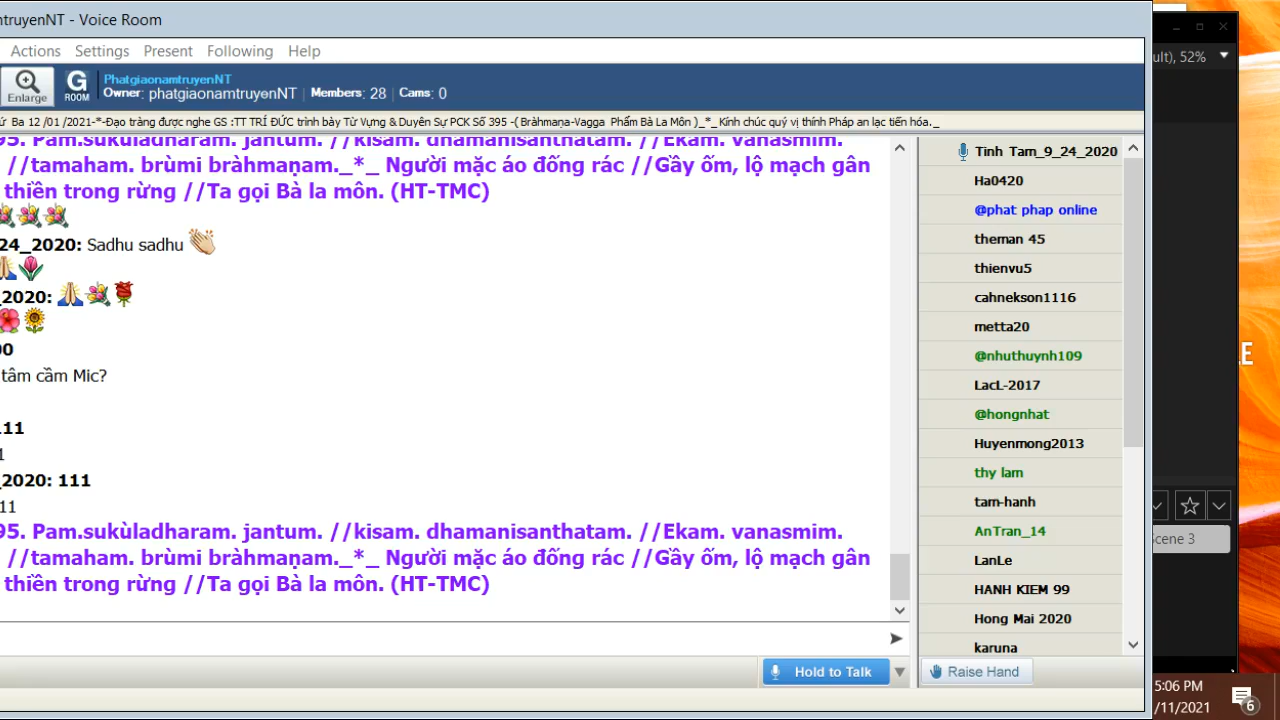 ntruyenNT - Voice Room
Actions Settings Present Following Help
Enlarge
G ROOM
PhatgiaonamtruyenNT
Owner: phatgiaonamtruyenNT | Members: 28 | Cams: 0
ứ Ba 12 /01 /2021-*-Đạo tràng được nghe GS :TT TRÍ ĐỨC trình bày Từ Vựng & Duyên Sự PCK Số 395 -( Bràhmaṇa-Vagga Phẩm Bà La Môn )_*_ Kính chúc quý vị thính Pháp an lạc tiến hóa._
95. Pam.sukùladharam. jantum. //kisam. dhamanisanthatam. //Ekam. vanasmim.
//tamaham. brùmi bràhmaṇam._*_ Người mặc áo đống rác //Gầy ốm, lộ mạch gân
thiền trong rừng //Ta gọi Bà la môn. (HT-TMC)
24_2020: Sadhu sadhu
_2020:
00
tâm cầm Mic?
111
1
_2020: 111
11
95. Pam.sukùladharam. jantum. //kisam. dhamanisanthatam. //Ekam. vanasmim.
//tamaham. brùmi bràhmaṇam._*_ Người mặc áo đống rác //Gầy ốm, lộ mạch gân
thiền trong rừng //Ta gọi Bà la môn. (HT-TMC)
Hold to Talk
Tinh Tam_9_24_2020
Ha0420
@phat phap online
theman 45
thienvu5
cahnekson1116
metta20
@nhuthuynh109
LacL-2017
@hongnhat
Huyenmong2013
thy lam
tam-hanh
AnTran_14
LanLe
HANH KIEM 99
Hong Mai 2020
karuna
Raise Hand
ult), 52%
E
cene 3
5:06 PM
/11/2021
6